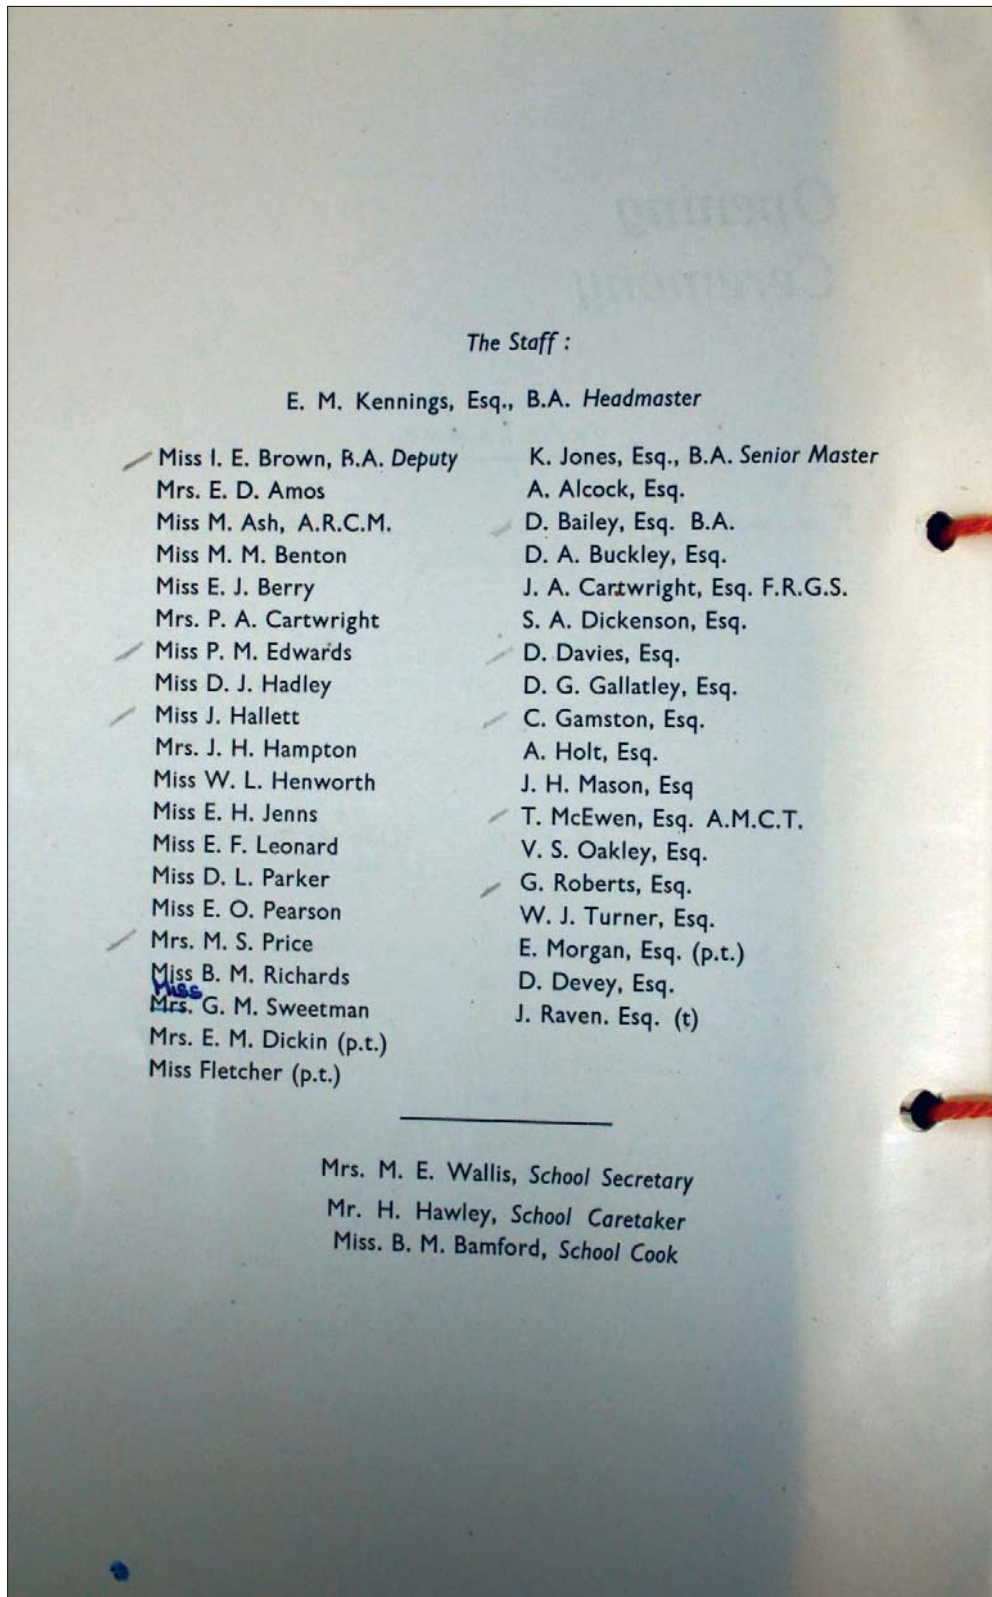 Opening
Ceremony
The Staff :
E. M. Kennings, Esq., B.A. Headmaster
Miss I. E. Brown, B.A. Deputy
Mrs. E. D. Amos
Miss M. Ash, A.R.C.M.
Miss M. M. Benton
Miss E. J. Berry
Mrs. P. A. Cartwright
Miss P. M. Edwards
Miss D. J. Hadley
Miss J. Hallett
Mrs. J. H. Hampton
Miss W. L. Henworth
Miss E. H. Jenns
Miss E. F. Leonard
Miss D. L. Parker
Miss E. O. Pearson
Mrs. M. S. Price
Miss B. M. Richards
Miss
Mrs. G. M. Sweetman
Mrs. E. M. Dickin (p.t.)
Miss Fletcher (p.t.)
K. Jones, Esq., B.A. Senior Master
A. Alcock, Esq.
D. Bailey, Esq. B.A.
D. A. Buckley, Esq.
J. A. Cartwright, Esq. F.R.G.S.
S. A. Dickenson, Esq.
D. Davies, Esq.
D. G. Gallatley, Esq.
C. Gamston, Esq.
A. Holt, Esq.
J. H. Mason, Esq
T. McEwen, Esq. A.M.C.T.
V. S. Oakley, Esq.
G. Roberts, Esq.
W. J. Turner, Esq.
E. Morgan, Esq. (p.t.)
D. Devey, Esq.
J. Raven. Esq. (t)
Mrs. M. E. Wallis, School Secretary
Mr. H. Hawley, School Caretaker
Miss. B. M. Bamford, School Cook